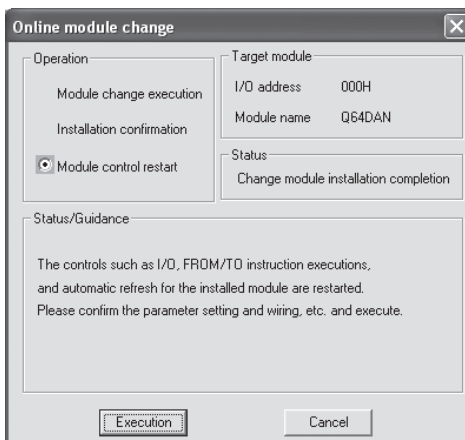 Online module change
Operation
Module change execution
Installation confirmation
Module control restart
Target module
I/O address 000H
Module name Q64DAN
Status
Change module installation completion
Status/Guidance
The controls such as I/O, FROM/TO instruction executions,
and automatic refresh for the installed module are restarted.
Please confirm the parameter setting and wiring, etc. and execute.
Execution
Cancel